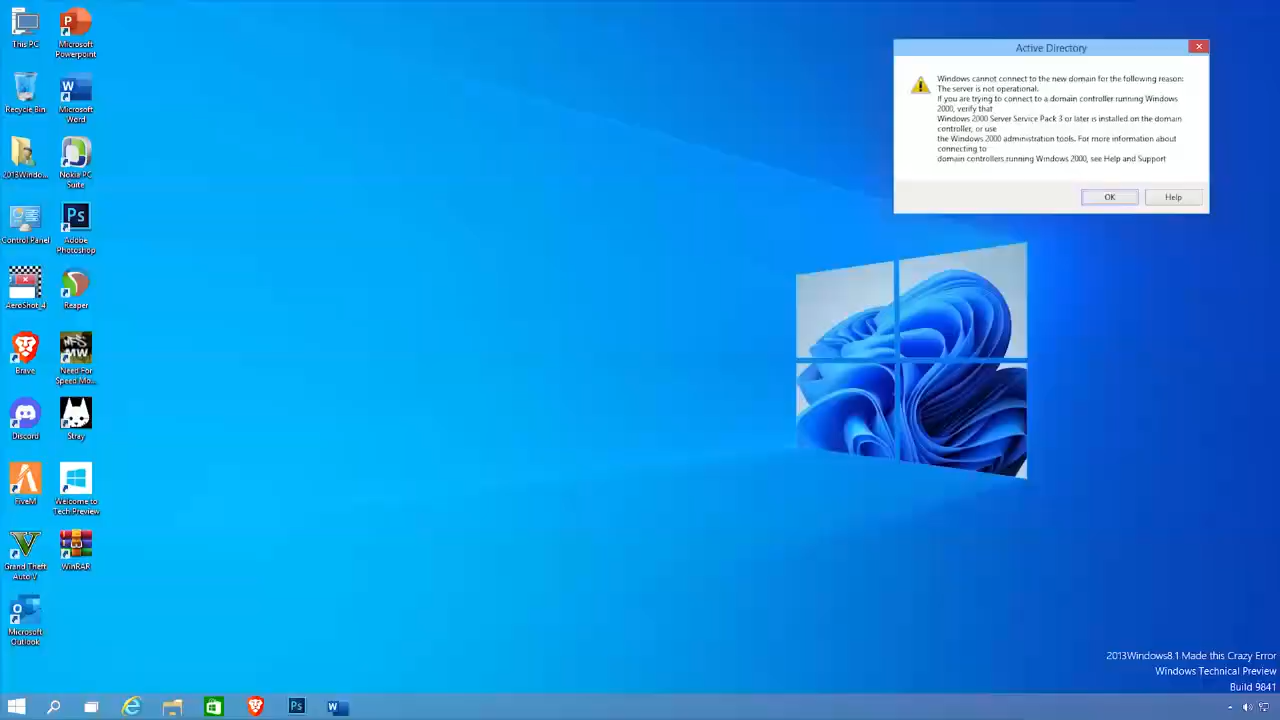 This PC
Microsoft
Powerpoint
Recycle Bin
Microsoft
Word
2013Windo...
Nokia PC
Suite
Control Panel
Adobe
Photoshop
AeroShot_4
Reaper
Brave
Need For
Speed Mo...
Discord
Stray
FiveM
Welcome to
Tech Preview
Grand Theft
Auto V
WinRAR
Microsoft
Outlook
Active Directory
Windows cannot connect to the new domain for the following reason:
The server is not operational.
If you are trying to connect to a domain controller running Windows
2000, verify that
Windows 2000 Server Service Pack 3 or later is installed on the domain
controller, or use
the Windows 2000 administration tools. For more information about
connecting to
domain controllers running Windows 2000, see Help and Support
OK
Help
2013Windows8.1 Made this Crazy Error
Windows Technical Preview
Build 9841